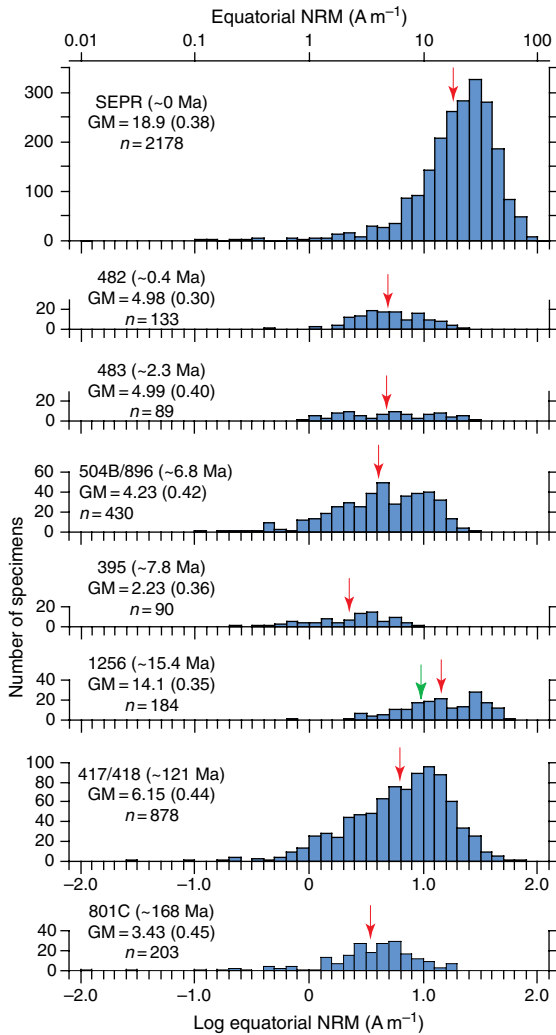 Equatorial NRM (A m⁻¹)
0.01 0.1 1 10 100
SEPR (~0 Ma)
GM = 18.9 (0.38)
n = 2178
300
200
100
0
482 (~0.4 Ma)
GM = 4.98 (0.30)
n = 133
20
0
483 (~2.3 Ma)
GM = 4.99 (0.40)
n = 89
20
0
504B/896 (~6.8 Ma)
GM = 4.23 (0.42)
n = 430
60
40
20
0
395 (~7.8 Ma)
GM = 2.23 (0.36)
n = 90
20
0
1256 (~15.4 Ma)
GM = 14.1 (0.35)
n = 184
40
20
0
417/418 (~121 Ma)
GM = 6.15 (0.44)
n = 878
100
80
60
40
20
0
−2.0 −1.0 0 1.0 2.0
801C (~168 Ma)
GM = 3.43 (0.45)
n = 203
40
20
0
−2.0 −1.0 0 1.0 2.0
Log equatorial NRM (A m⁻¹)
Number of specimens